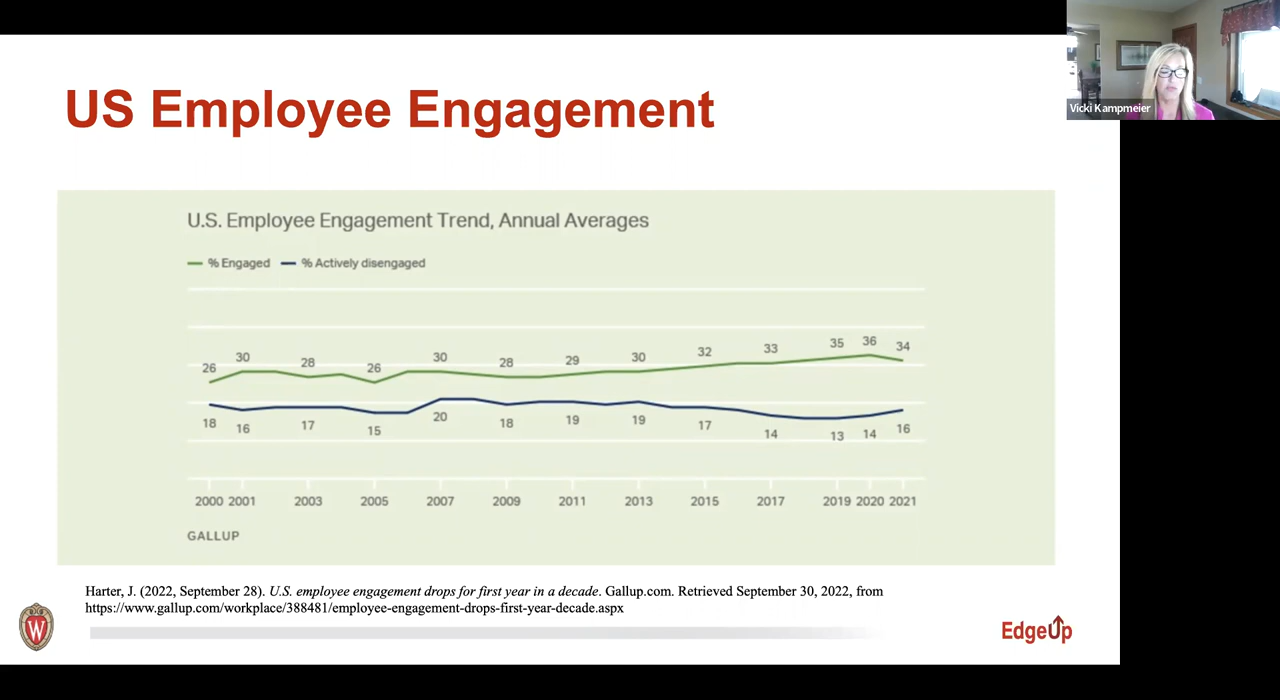 US Employee Engagement
Vicki Kampmeier
U.S. Employee Engagement Trend, Annual Averages
% Engaged % Actively disengaged
26 30 28 26 30 28 29 30 32 33 35 36 34
18 16 17 15 20 18 19 19 17 14 13 14 16
2000 2001 2003 2005 2007 2009 2011 2013 2015 2017 2019 2020 2021
GALLUP
Harter, J. (2022, September 28). U.S. employee engagement drops for first year in a decade. Gallup.com. Retrieved September 30, 2022, from
https://www.gallup.com/workplace/388481/employee-engagement-drops-first-year-decade.aspx
W
EdgeUp